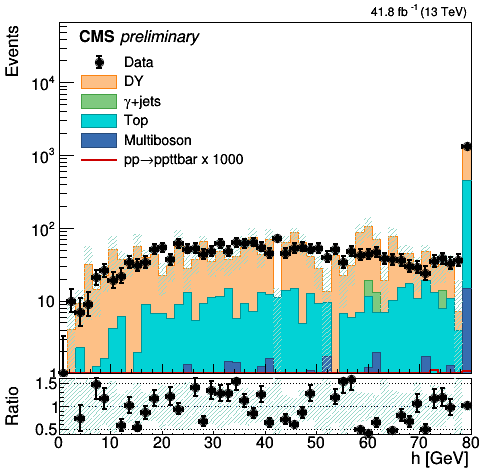 41.8 fb⁻¹ (13 TeV)
Events
CMS preliminary
Data
DY
γ+jets
Top
Multiboson
pp→ppttbar x 1000
10⁴
10³
10²
10
1
Ratio
1.5
1
0.5
0 10 20 30 40 50 60 70 80
h [GeV]